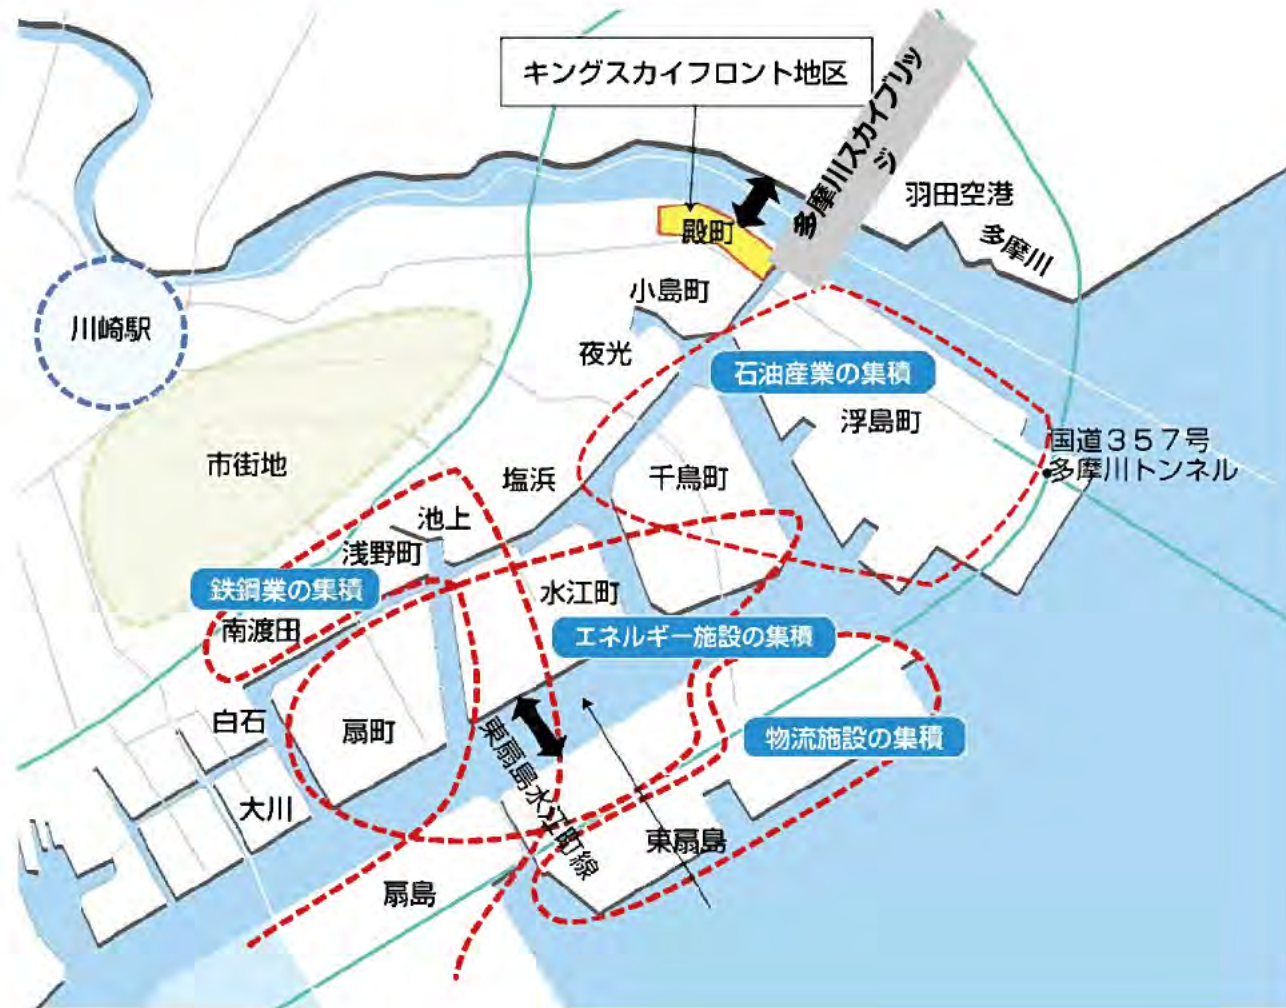 キングスカイフロント地区
多摩川スカイブリッ
ジ
羽田空港
多摩川
殿町
小島町
川崎駅
夜光
石油産業の集積
浮島町
国道３５７号
多摩川トンネル
市街地
塩浜
千鳥町
池上
浅野町
鉄鋼業の集積
水江町
南渡田
エネルギー施設の集積
白石
扇町
物流施設の集積
東扇島水江町線
大川
東扇島
扇島